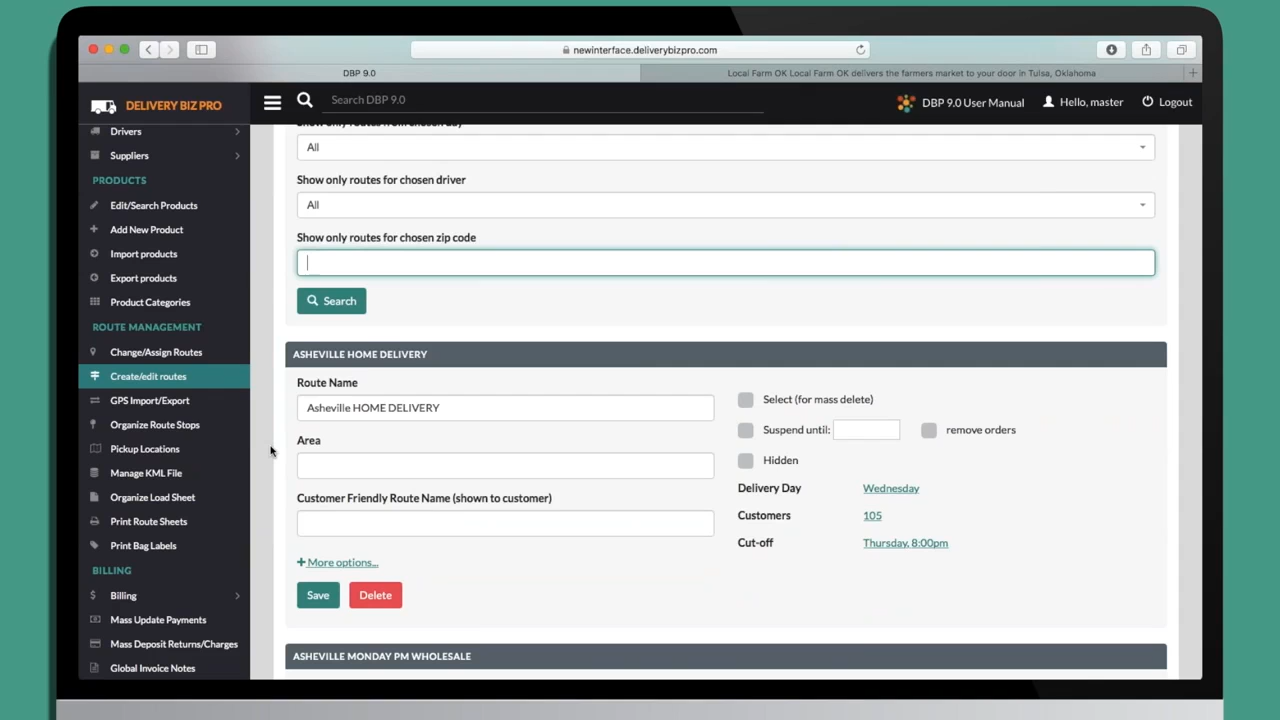 newinterface.deliverybizpro.com
DBP 9.0
Local Farm OK Local Farm OK delivers the farmers market to your door in Tulsa, Oklahoma
DELIVERY BIZ PRO
Search DBP 9.0
DBP 9.0 User Manual
Hello, master
Logout
Drivers
Suppliers
PRODUCTS
Edit/Search Products
Add New Product
Import products
Export products
Product Categories
ROUTE MANAGEMENT
Change/Assign Routes
Create/edit routes
GPS Import/Export
Organize Route Stops
Pickup Locations
Manage KML File
Organize Load Sheet
Print Route Sheets
Print Bag Labels
BILLING
Billing
Mass Update Payments
Mass Deposit Returns/Charges
Global Invoice Notes
All
Show only routes for chosen driver
All
Show only routes for chosen zip code
Search
ASHEVILLE HOME DELIVERY
Route Name
Asheville HOME DELIVERY
Area
Customer Friendly Route Name (shown to customer)
+ More options...
Save
Delete
Select (for mass delete)
Suspend until:
remove orders
Hidden
Delivery Day Wednesday
Customers 105
Cut-off Thursday, 8:00pm
ASHEVILLE MONDAY PM WHOLESALE